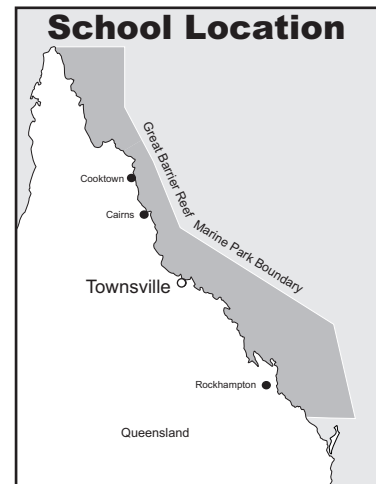 School Location
Great Barrier Reef
Marine Park Boundary
Cooktown
Cairns
Townsville
Rockhampton
Queensland